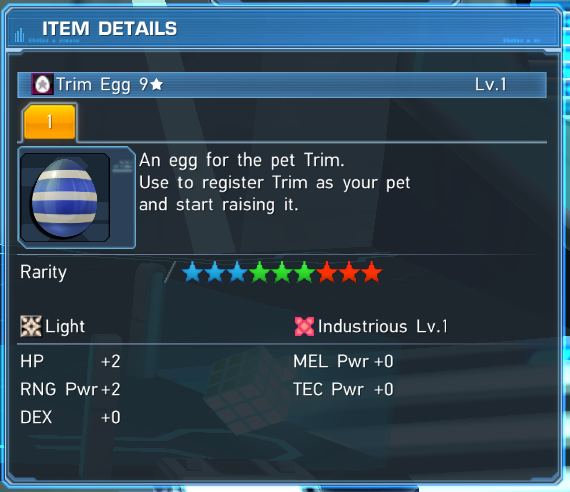 ITEM DETAILS
Trim Egg 9★ Lv.1
1
An egg for the pet Trim.
Use to register Trim as your pet
and start raising it.
Rarity / ★★★★★★★★★
Light Industrious Lv.1
HP +2 MEL Pwr +0
RNG Pwr +2 TEC Pwr +0
DEX +0